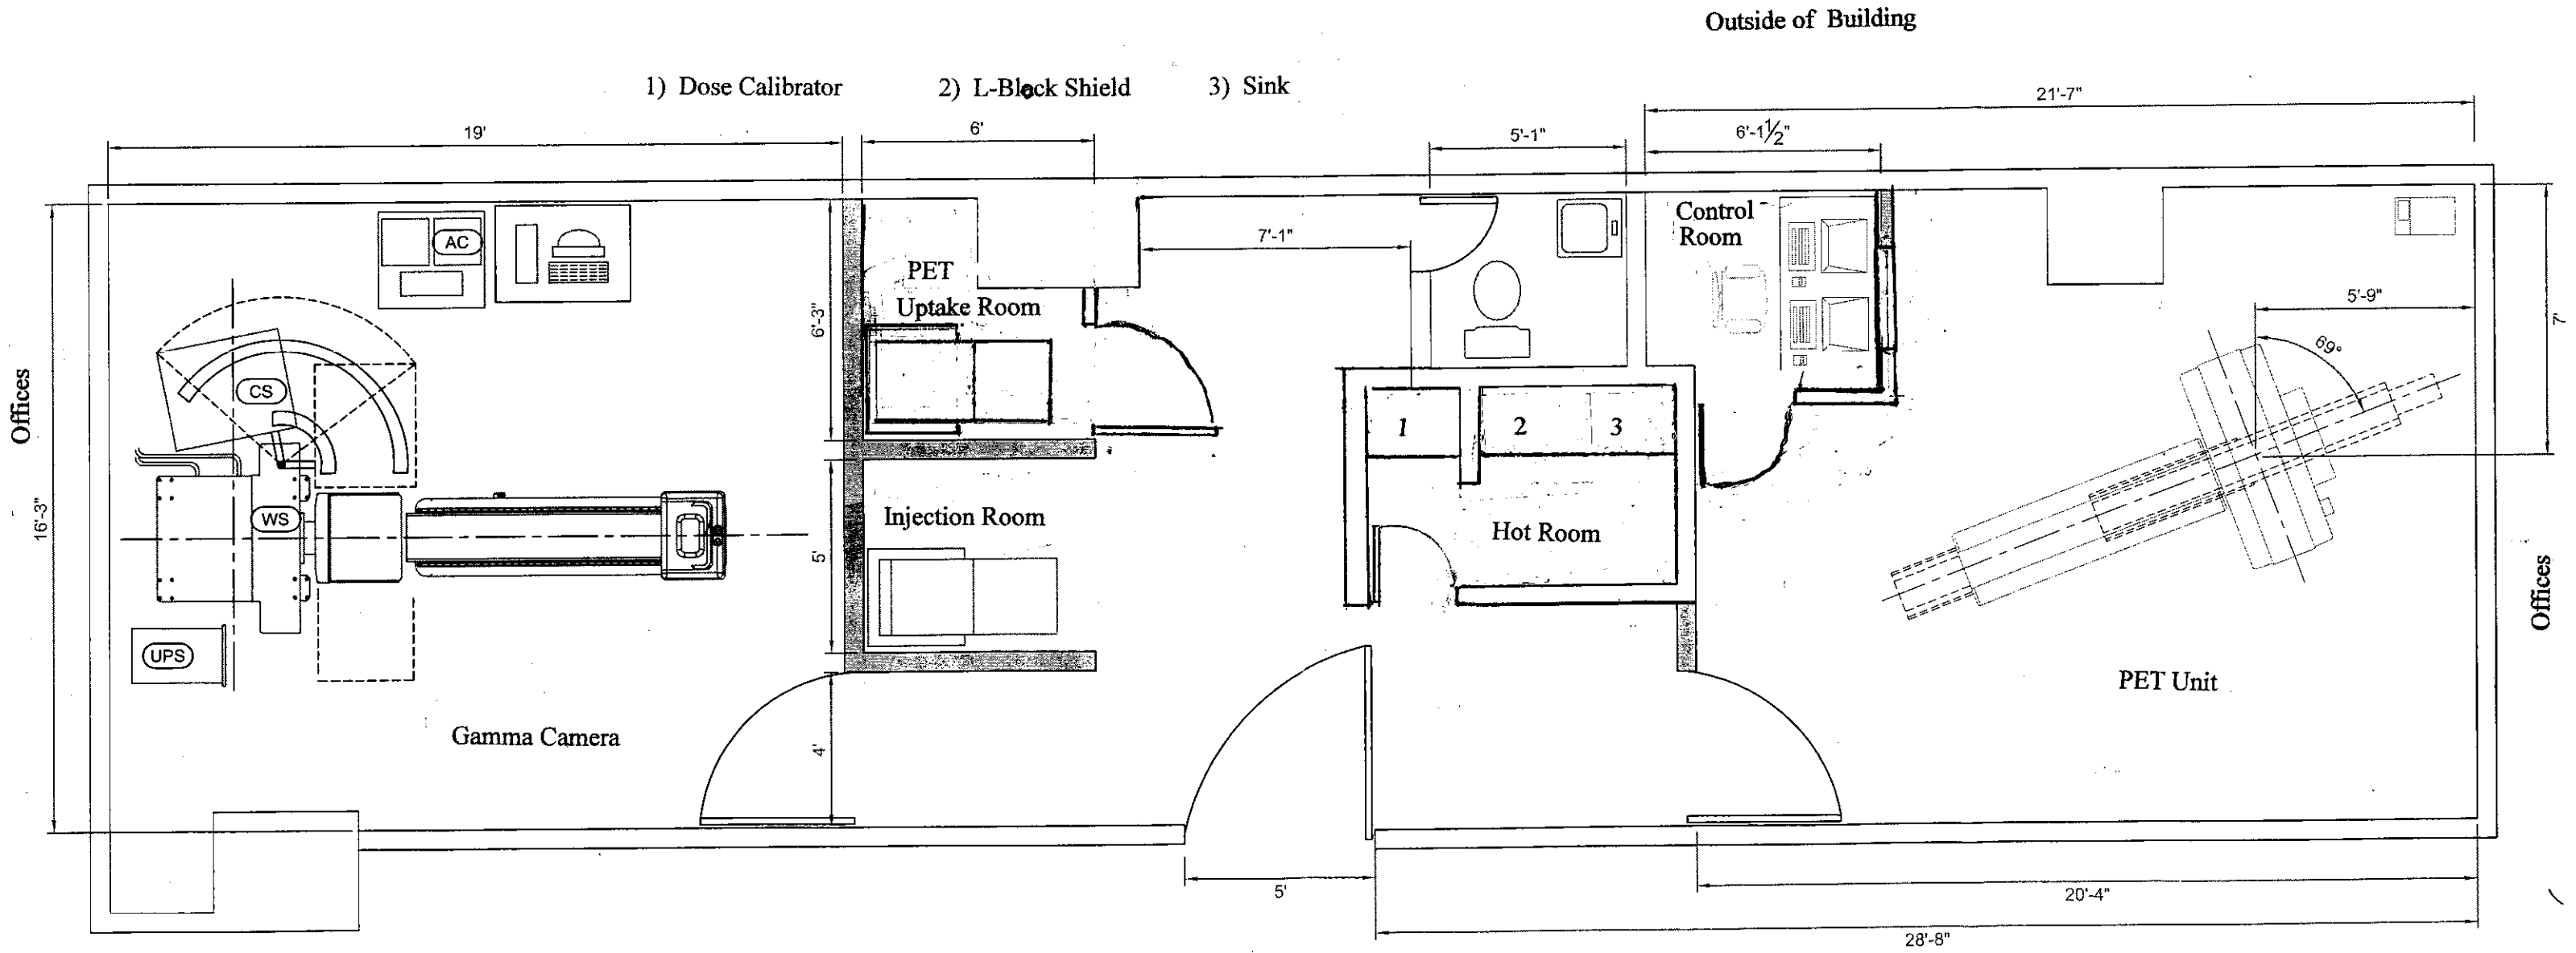 Outside of Building
1) Dose Calibrator 2) L-Block Shield 3) Sink
21'-7"
19'
6'
5'-1"
6'-1½"
AC
PET
Uptake Room
7'-1"
Control
Room
5'-9"
7'
69°
6'-3"
Offices
CS
16'-3"
WS
UPS
Gamma Camera
5'
Injection Room
4'
1
2
3
Hot Room
PET Unit
Offices
5'
20'-4"
28'-8"